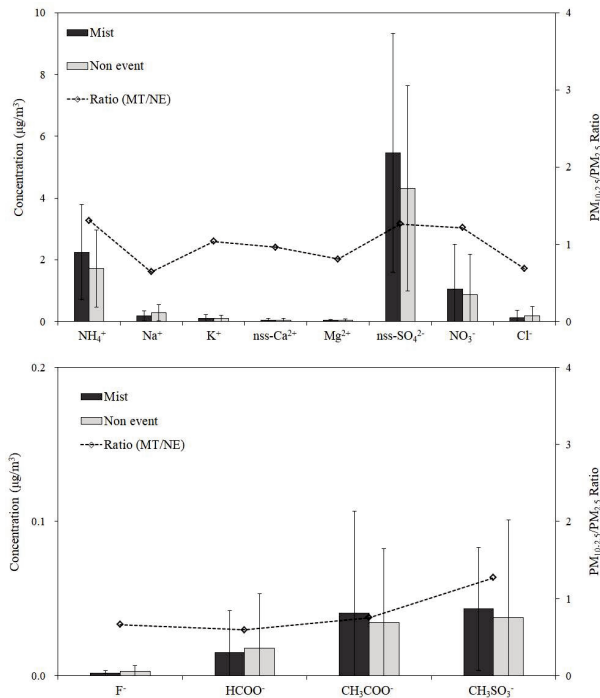 10
8
6
4
2
0
Concentration (µg/m³)
Mist
Non event
Ratio (MT/NE)
4
3
2
1
0
PM₁₀₋₂.₅/PM₂.₅ Ratio
NH₄⁺ Na⁺ K⁺ nss-Ca²⁺ Mg²⁺ nss-SO₄²⁻ NO₃⁻ Cl⁻
0.2
0.1
0.0
Concentration (µg/m³)
Mist
Non event
Ratio (MT/NE)
4
3
2
1
0
PM₁₀₋₂.₅/PM₂.₅ Ratio
F⁻ HCOO⁻ CH₃COO⁻ CH₃SO₃⁻